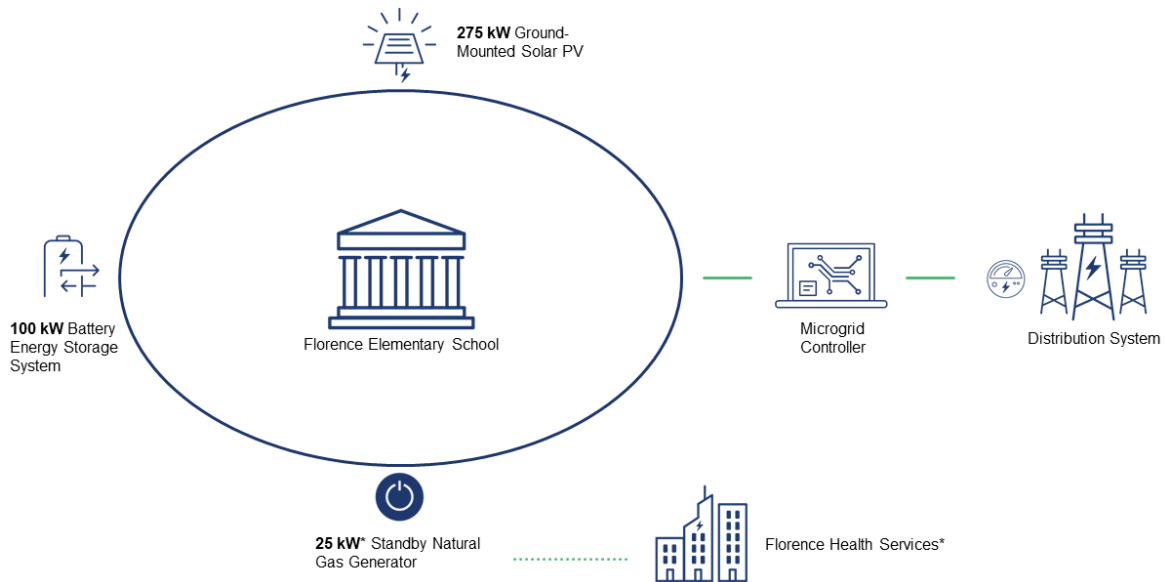 275 kW Ground-
Mounted Solar PV
100 kW Battery
Energy Storage
System
Florence Elementary School
Microgrid
Controller
Distribution System
25 kW* Standby Natural
Gas Generator
Florence Health Services*